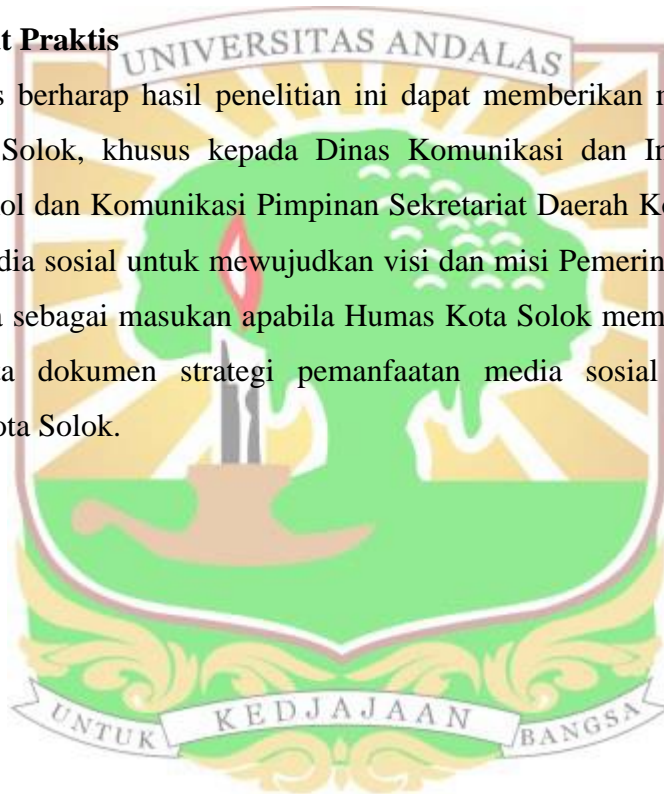 t Praktis
UNIVERSITAS ANDALAS
s berharap hasil penelitian ini dapat memberikan
Solok, khusus kepada Dinas Komunikasi dan In
ol dan Komunikasi Pimpinan Sekretariat Daerah Ko
dia sosial untuk mewujudkan visi dan misi Pemerin
sebagai masukan apabila Humas Kota Solok mem
a dokumen strategi pemanfaatan media sosial
ota Solok.
UNTUK KEDJAJAAN BANGSA